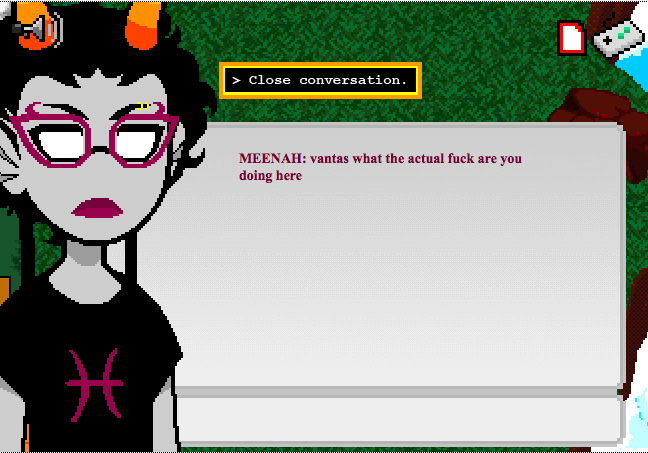 > Close conversation.
MEENAH: vantas what the actual fuck are you
doing here